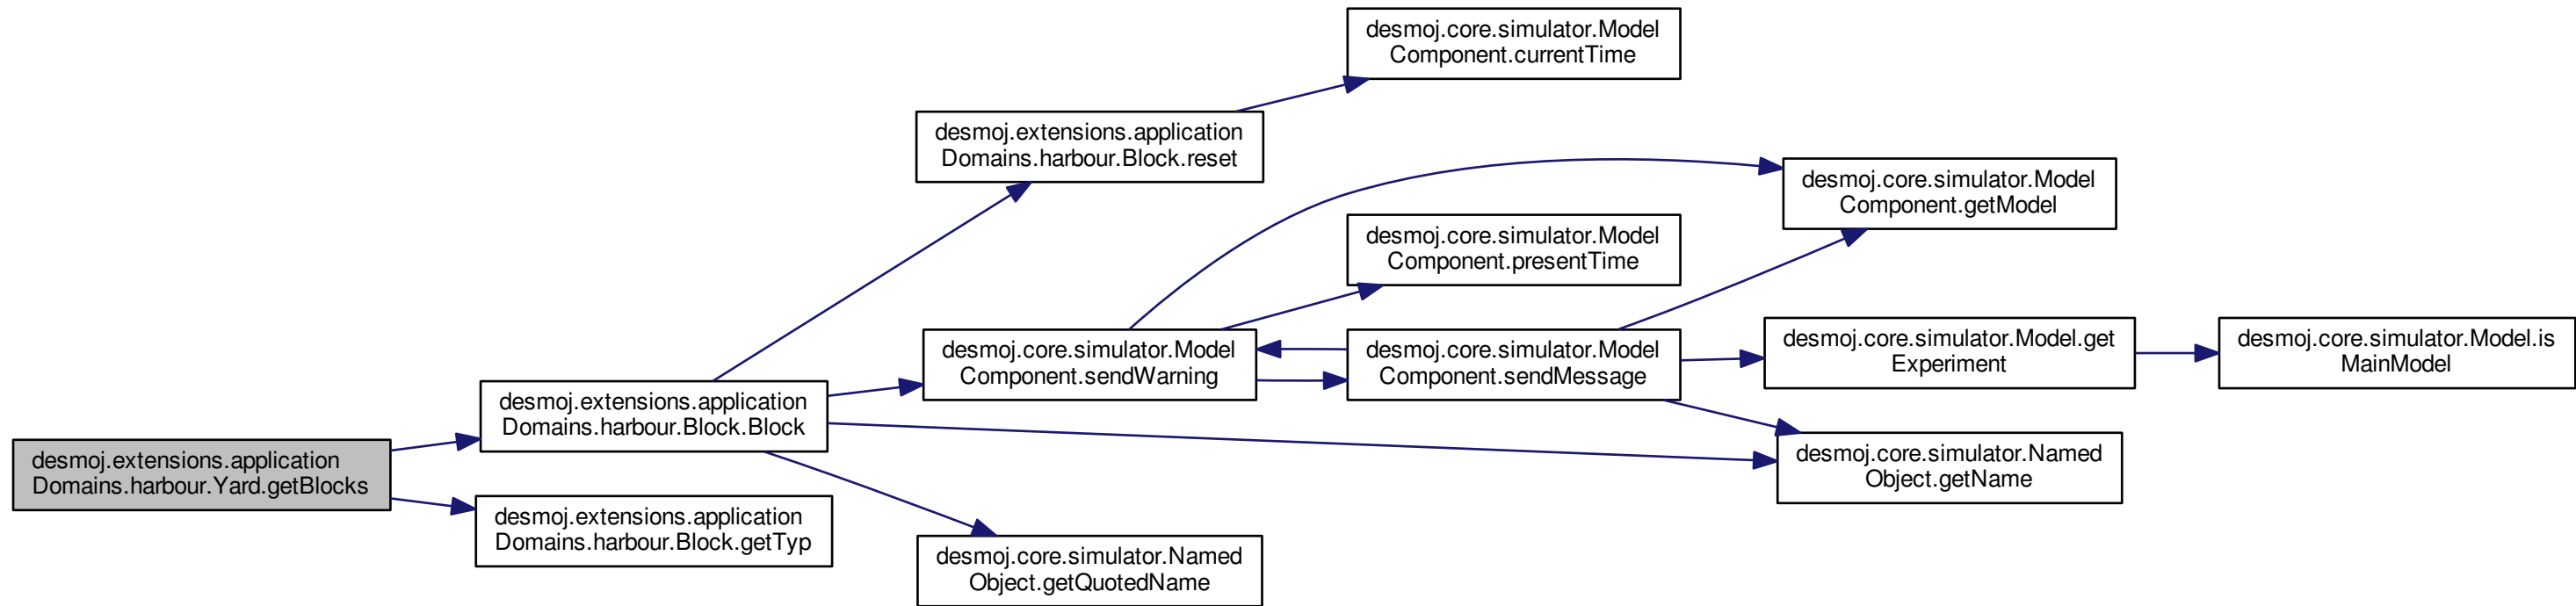 desmoj.core.simulator.Model
Component.currentTime
desmoj.extensions.application
Domains.harbour.Block.reset
desmoj.core.simulator.Model
Component.getModel
desmoj.core.simulator.Model
Component.presentTime
desmoj.core.simulator.Model
Component.sendWarning
desmoj.core.simulator.Model
Component.sendMessage
desmoj.core.simulator.Model.get
Experiment
desmoj.core.simulator.Model.is
MainModel
desmoj.extensions.application
Domains.harbour.Block.Block
desmoj.extensions.application
Domains.harbour.Yard.getBlocks
desmoj.core.simulator.Named
Object.getName
desmoj.extensions.application
Domains.harbour.Block.getTyp
desmoj.core.simulator.Named
Object.getQuotedName